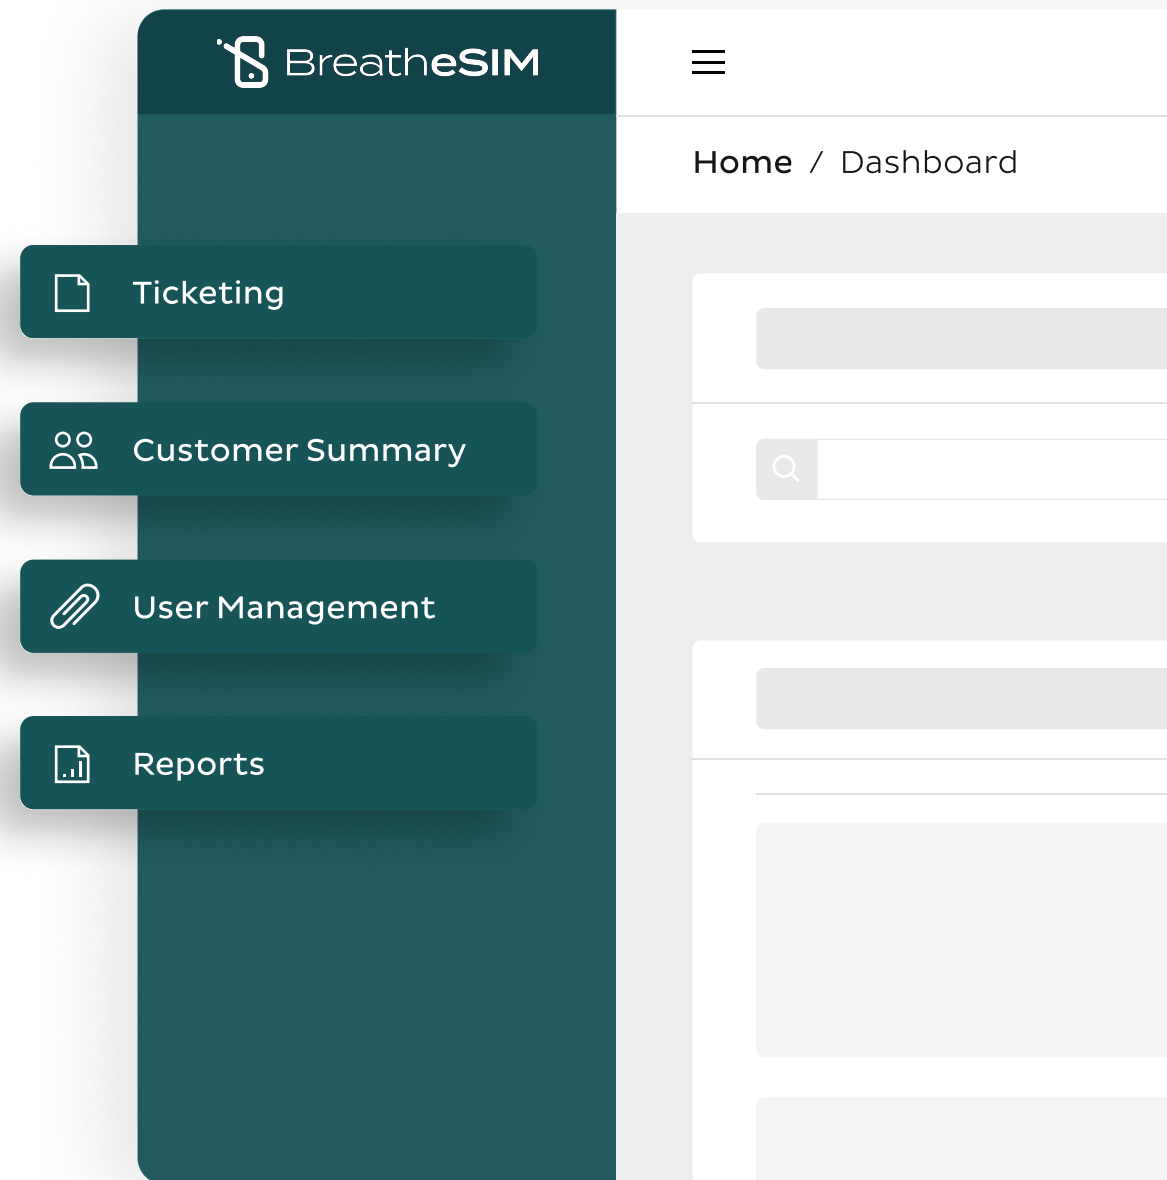 BreatheSIM
Home / Dashboard
Ticketing
Customer Summary
User Management
Reports